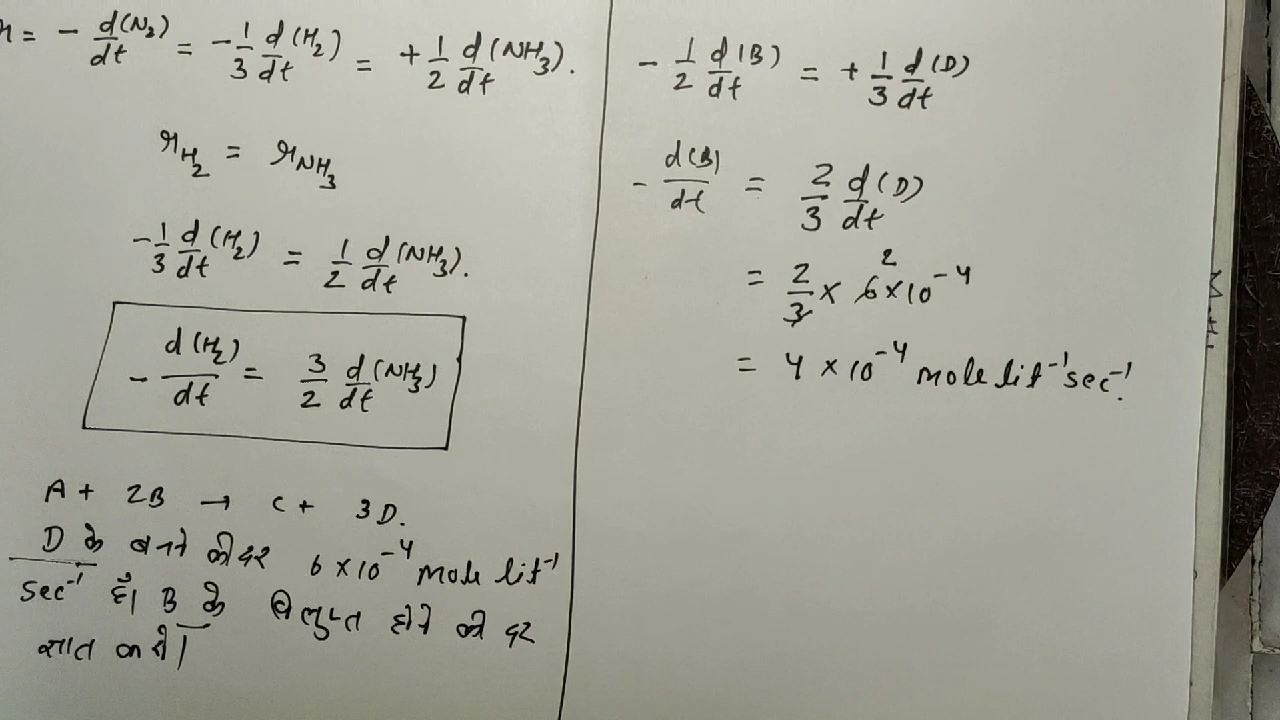 r = - d(N2)/dt = - 1/3 d(H2)/dt = + 1/2 d(NH3)/dt.
rH2 = rNH3
- 1/3 d(H2)/dt = 1/2 d(NH3)/dt.
- d(H2)/dt = 3/2 d(NH3)/dt
A + 2B → C + 3D.
D के बनने की दर 6 × 10⁻⁴ mole lit⁻¹
sec⁻¹ है। B के विलुप्त होने की दर
ज्ञात करो।
- 1/2 d(B)/dt = + 1/3 d(D)/dt
- d(B)/dt = 2/3 d(D)/dt
= 2/3 × 6 × 10⁻⁴ 2
= 4 × 10⁻⁴ mole lit⁻¹ sec⁻¹.